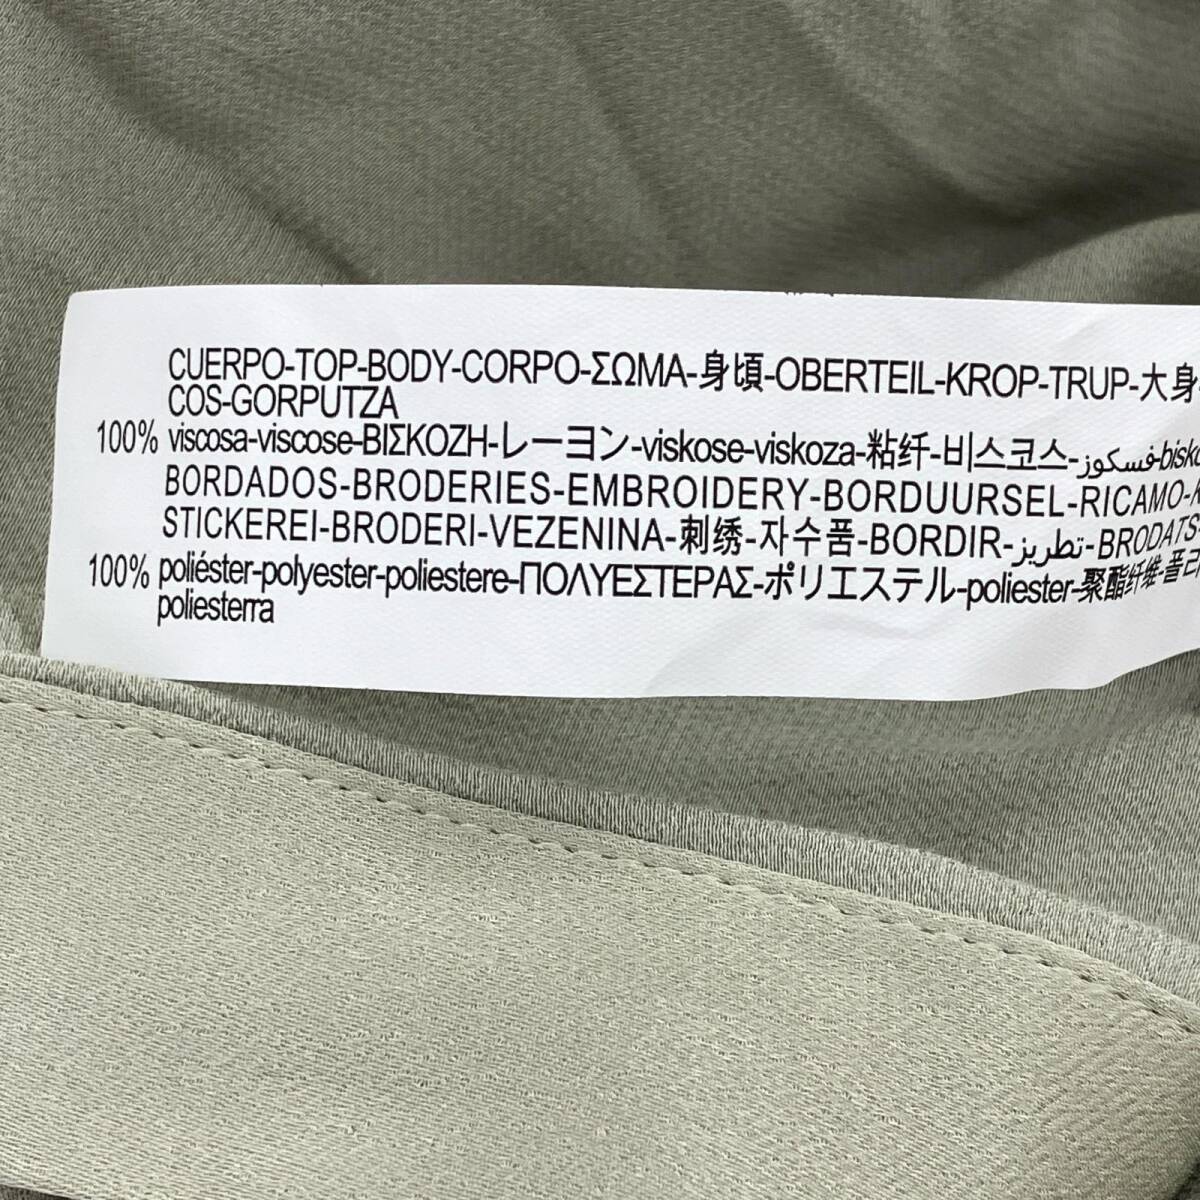 CUERPO-TOP-BODY-CORPO-ΣΩΜΑ-身頃-OBERTEIL-KROP-TRUP-大身-
COS-GORPUTZA
100% viscosa-viscose-ΒΙΣΚΟΖΗ-レーヨン-viskose-viskoza-粘纤-비스코스-فسكوز-
BORDADOS-BRODERIES-EMBROIDERY-BORDUURSEL-RICAMO-
STICKEREI-BRODERI-VEZENINA-刺绣-자수품-BORDIR-تطريز-BRODATS-
100% poliéster-polyester-poliestere-ΠΟΛΥΕΣΤΕΡΑΣ-ポリエステル-poliester-聚酯纤维-
poliesterra